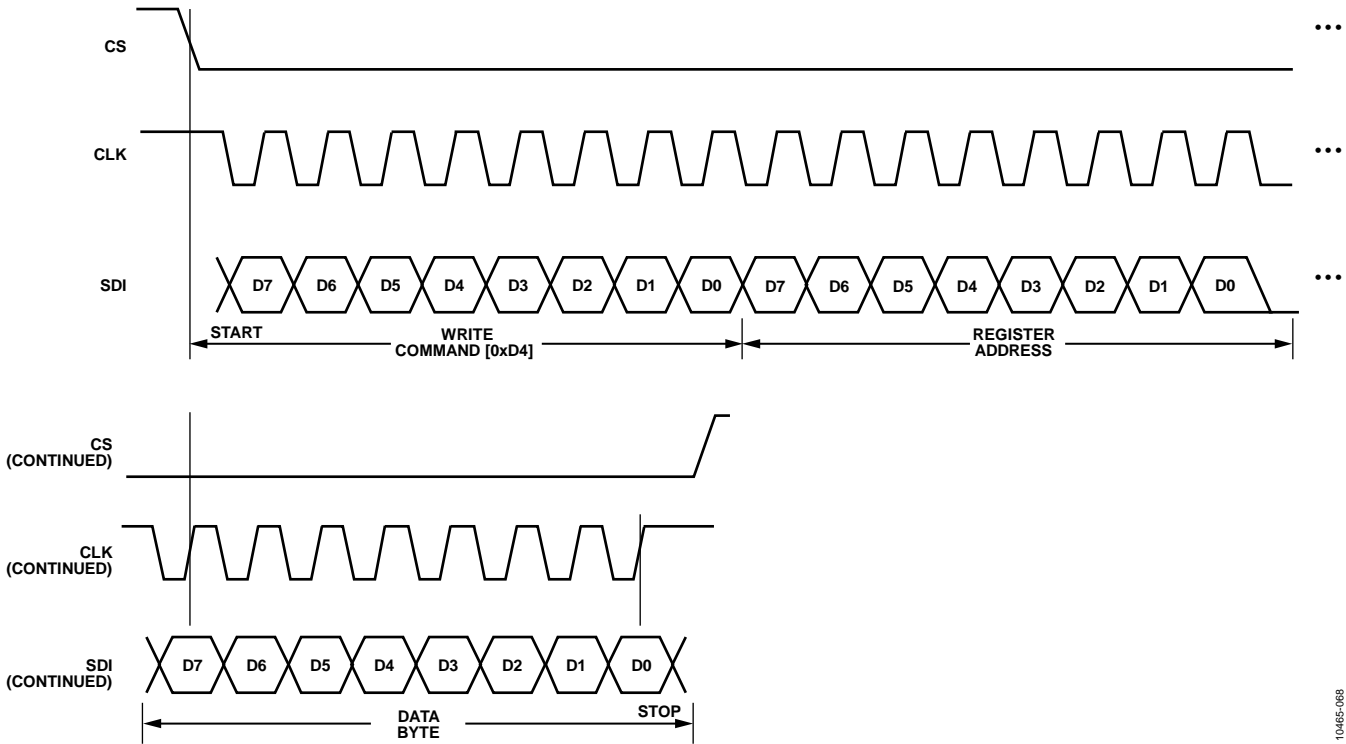 CS
...
CLK
...
SDI
D7 D6 D5 D4 D3 D2 D1 D0 D7 D6 D5 D4 D3 D2 D1 D0
...
START
WRITE
COMMAND [0xD4]
REGISTER
ADDRESS
CS
(CONTINUED)
CLK
(CONTINUED)
SDI
(CONTINUED)
D7 D6 D5 D4 D3 D2 D1 D0
DATA
BYTE
STOP
10465-068